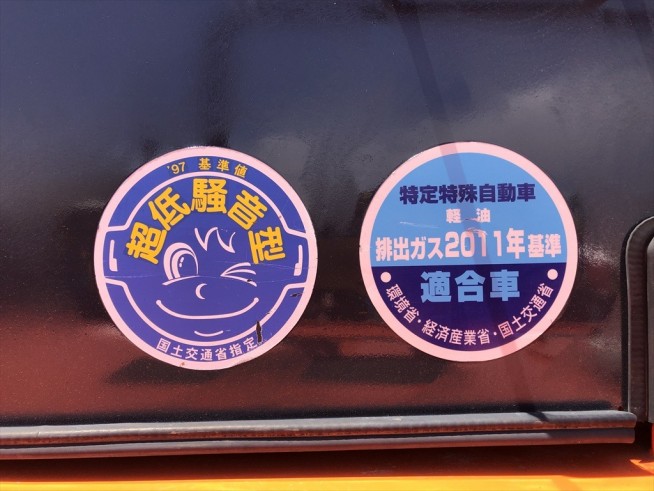 '97 基準値
超低騒音型
国土交通省指定
特定特殊自動車
軽油
排出ガス2011年基準
適合車
・環境省・経済産業省・国土交通省・